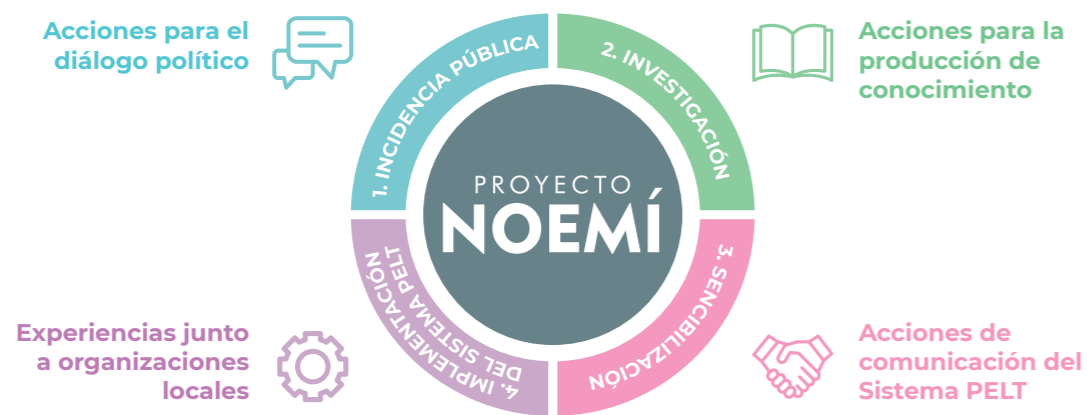 Acciones para el
diálogo político
1. INCIDENCIA PÚBLICA
2. INVESTIGACIÓN
Acciones para la
producción de
conocimiento
PROYECTO
NOEMÍ
Experiencias junto
a organizaciones
locales
4. IMPLEMENTACIÓN
DEL SISTEMA PELT
3. SENCIBILIZACIÓN
Acciones de
comunicación del
Sistema PELT